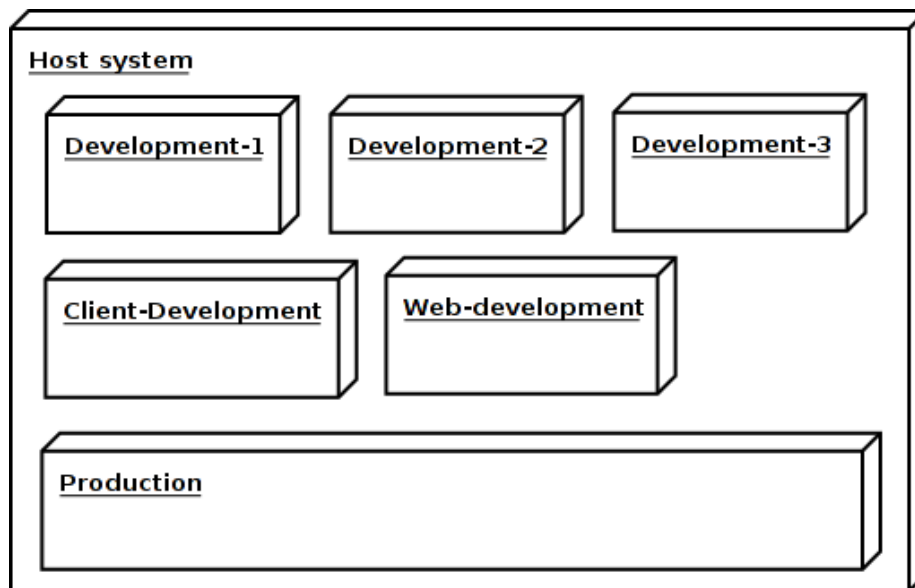 Host system
Development-1
Development-2
Development-3
Client-Development
Web-development
Production